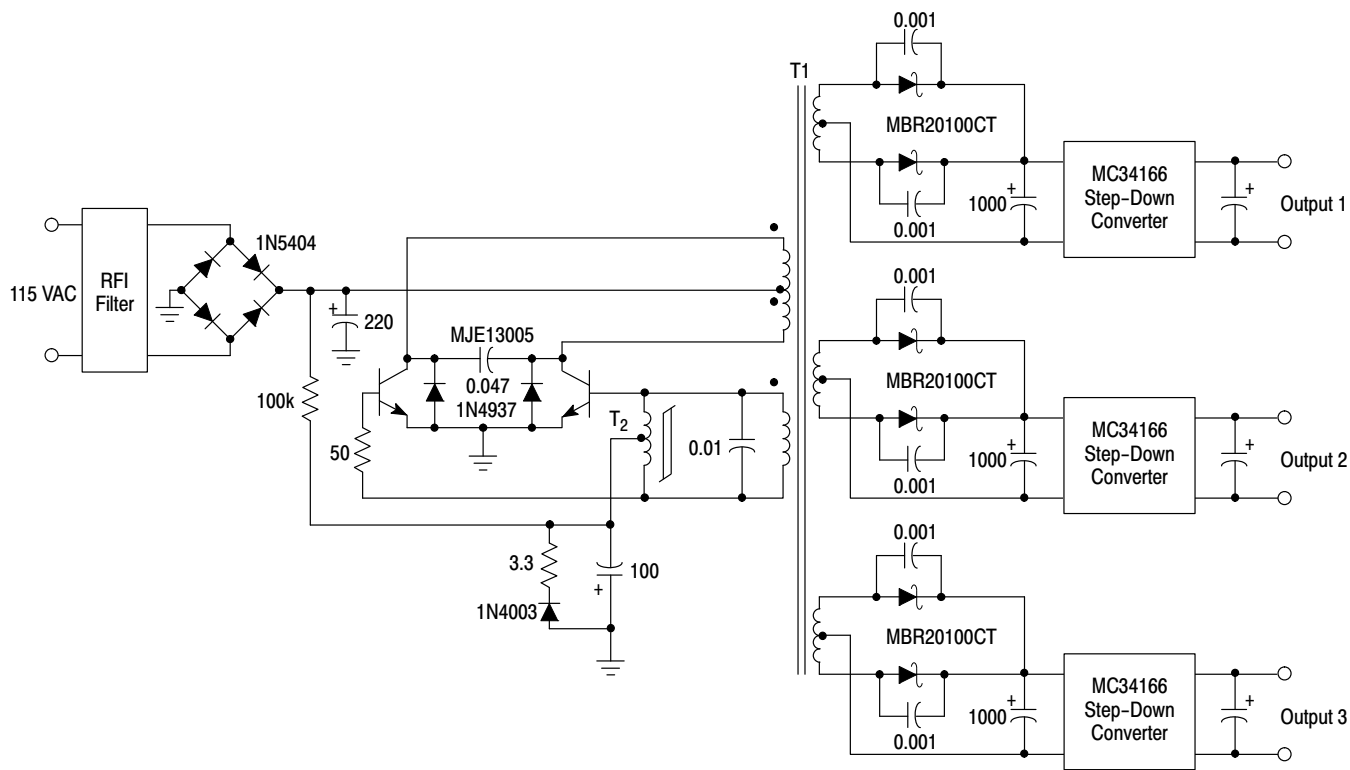 0.001
T1
MBR20100CT
MC34166
Step-Down
Converter
+
1000
+
Output 1
0.001
1N5404
115 VAC
RFI
Filter
+
220
MJE13005
0.047
1N4937
100k
50
T2
0.01
3.3
1N4003
100
+
0.001
MBR20100CT
MC34166
Step-Down
Converter
+
1000
+
Output 2
0.001
0.001
MBR20100CT
MC34166
Step-Down
Converter
+
1000
+
Output 3
0.001